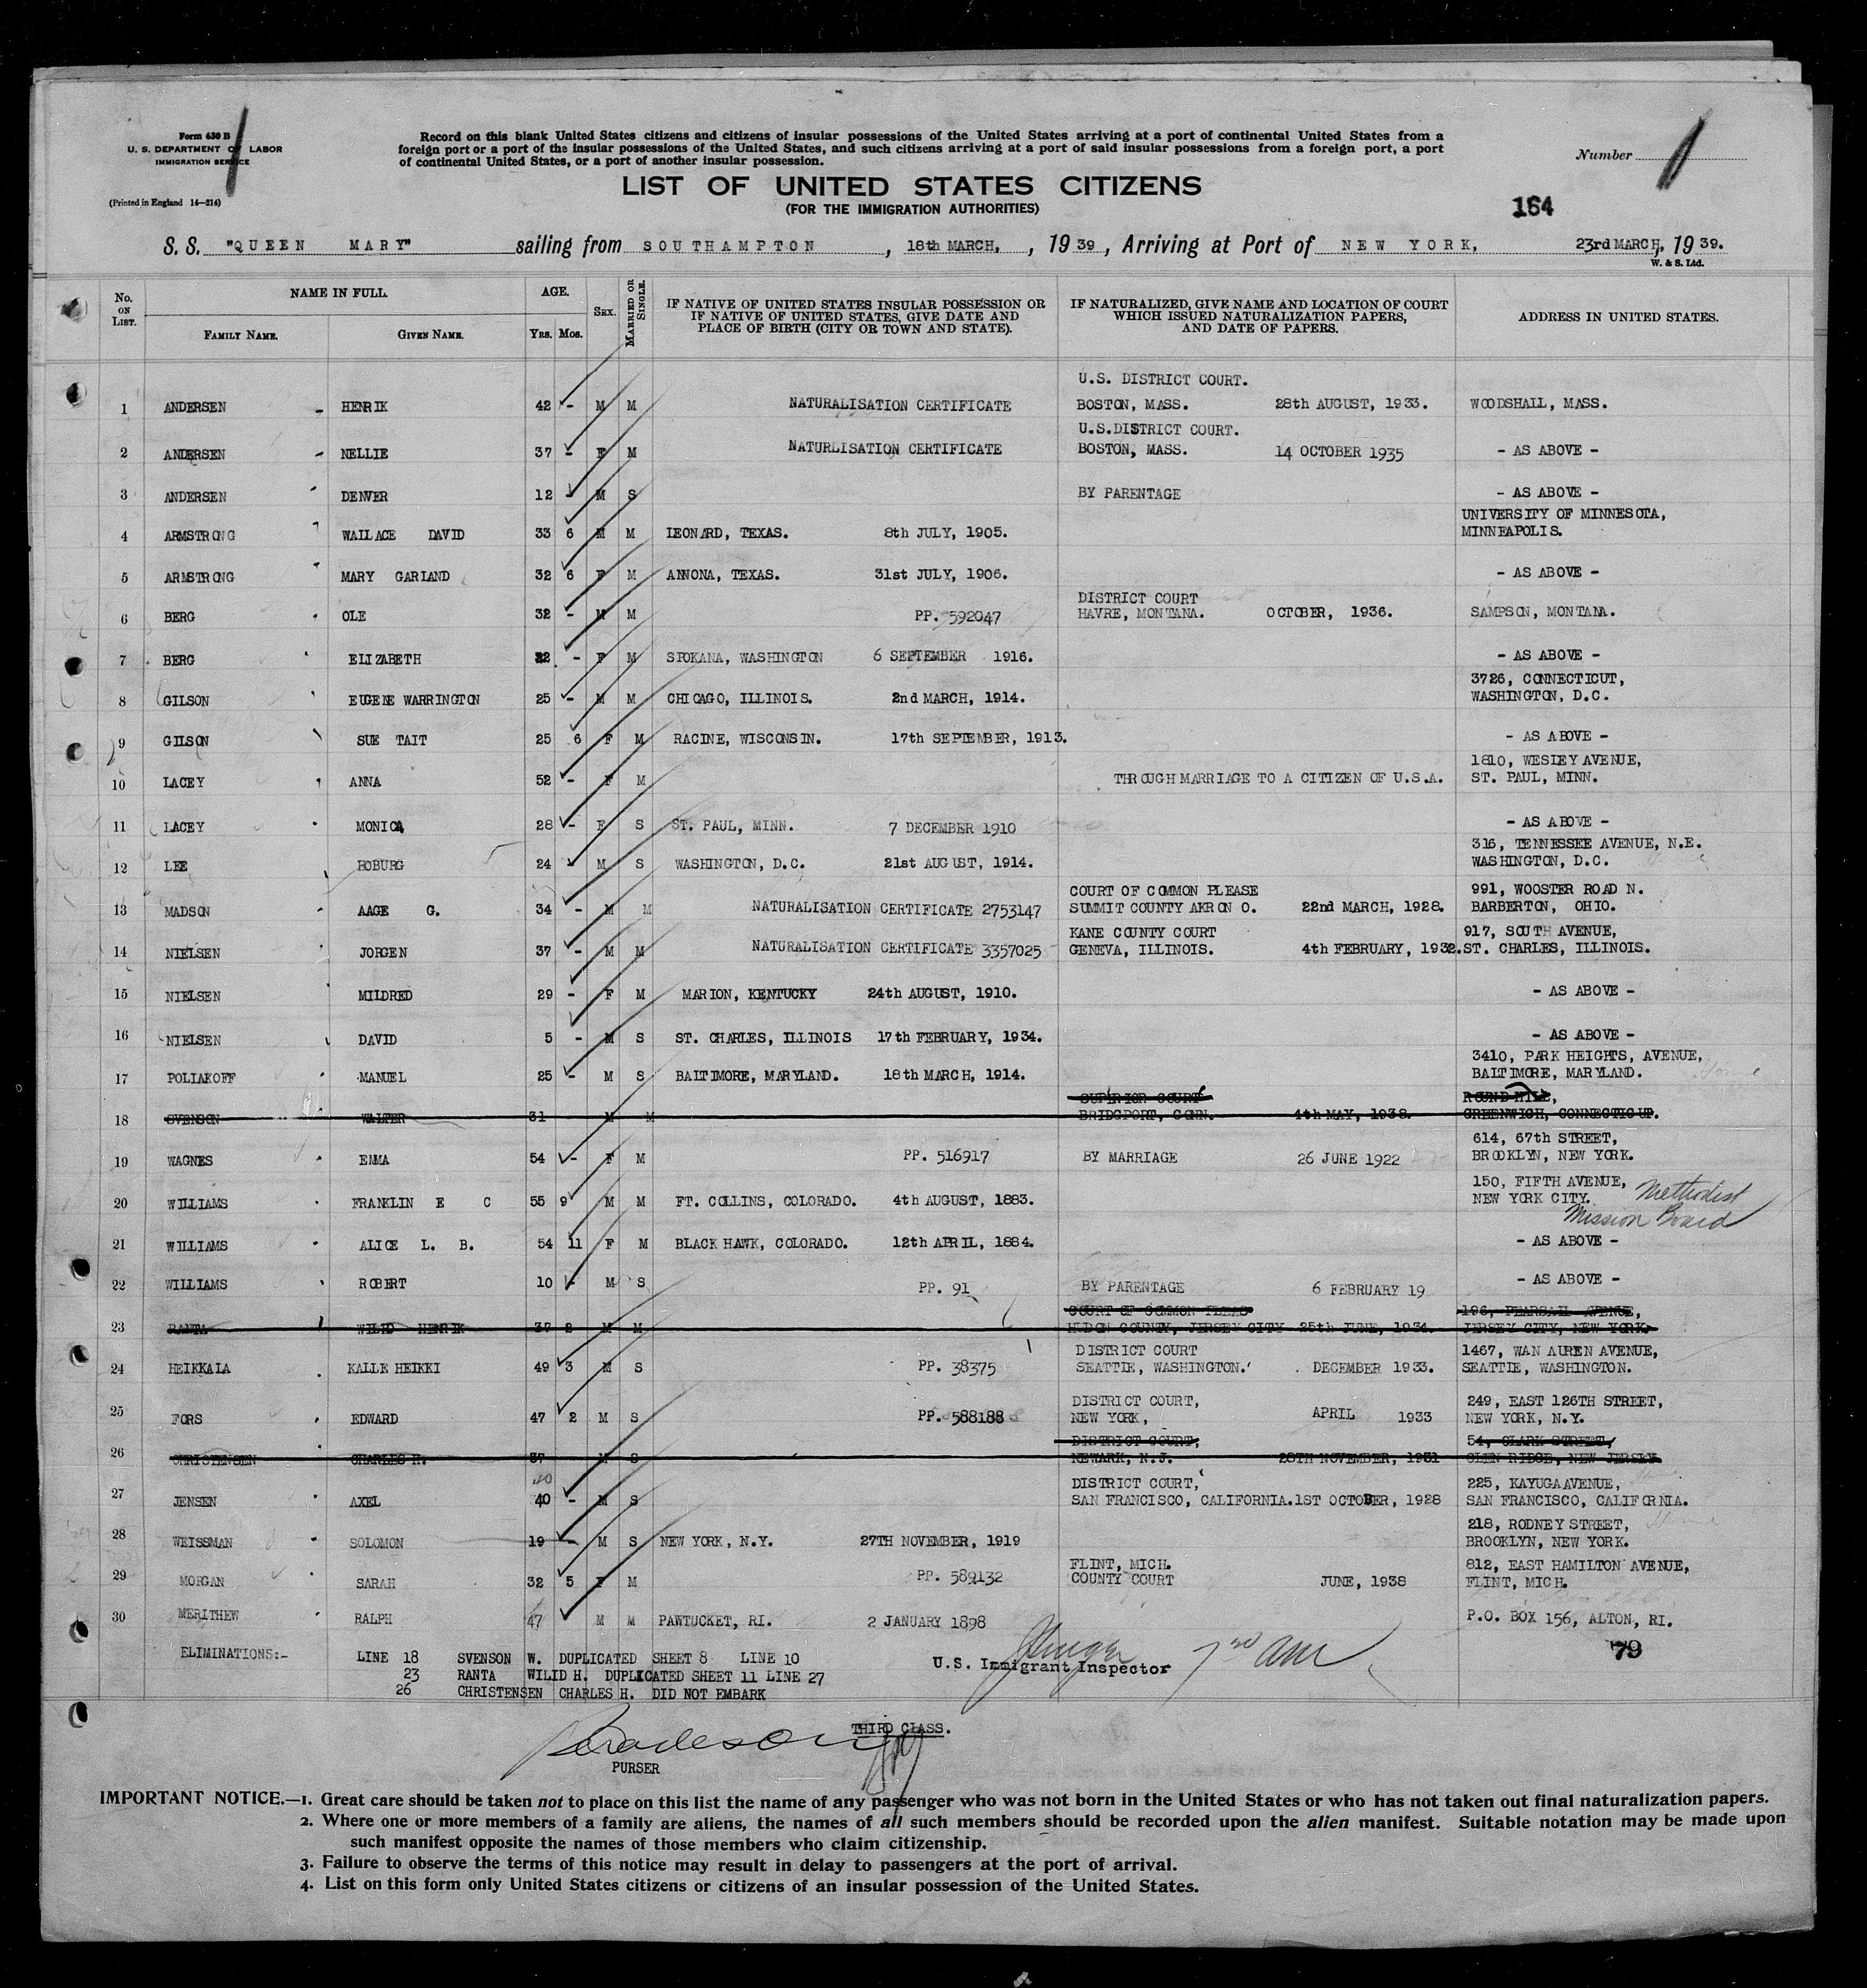 Form 630 B
U. S. DEPARTMENT OF LABOR
IMMIGRATION SERVICE
(Printed in England 14—214)
Record on this blank United States citizens and citizens of insular possessions of the United States arriving at a port of continental United States from a
foreign port or a port of the insular possessions of the United States, and such citizens arriving at a port of said insular possessions from a foreign port, a port
of continental United States, or a port of another insular possession.
Number
LIST OF UNITED STATES CITIZENS
(FOR THE IMMIGRATION AUTHORITIES)
164
S. S. "QUEEN MARY" sailing from SOUTHAMPTON, 18th MARCH, , 1939, Arriving at Port of NEW YORK, 23rd MARCH, 1939.
W. & S. Ltd.
No. ON LIST. NAME IN FULL. FAMILY NAME. GIVEN NAME. AGE. YRS. MOS. SEX. MARRIED OR SINGLE. IF NATIVE OF UNITED STATES INSULAR POSSESSION OR IF NATIVE OF UNITED STATES, GIVE DATE AND PLACE OF BIRTH (CITY OR TOWN AND STATE). IF NATURALIZED, GIVE NAME AND LOCATION OF COURT WHICH ISSUED NATURALIZATION PAPERS, AND DATE OF PAPERS. ADDRESS IN UNITED STATES.
U.S. DISTRICT COURT.
1 ANDERSEN - HENRIK 42 - M M NATURALISATION CERTIFICATE BOSTON, MASS. 28th AUGUST, 1933. WOODSHALL, MASS.
U.S.DISTRICT COURT.
2 ANDERSEN - NELLIE 37 - F M NATURLISATION CERTIFICATE BOSTON, MASS. 14 OCTOBER 1935 - AS ABOVE -
3 ANDERSEN DENVER 12 - M S BY PARENTAGE - AS ABOVE -
UNIVERSITY OF MINNESOTA,
4 ARMSTRONG WALLACE DAVID 33 6 M M LEONARD, TEXAS. 8th JULY, 1905. MINNEAPOLIS.
5 ARMSTRONG MARY GARLAND 32 6 F M ANNONA, TEXAS. 31st JULY, 1906. - AS ABOVE -
DISTRICT COURT
6 BERG OLE 32 - M M PP. 592047 HAVRE, MONTANA. OCTOBER, 1936. SAMPSON, MONTANA.
7 BERG ELIZABETH 22. - F M SPOKANA, WASHINGTON 6 SEPTEMBER 1916. - AS ABOVE -
3726, CONNECTICUT,
8 GILSON EUGENE WARRINGTON 25 - M M CHICAGO, ILLINOIS. 2nd MARCH, 1914. WASHINGTON, D.C.
9 GILSON SUE TAIT 25 6 F M RACINE, WISCONSIN. 17th SEPTEMBER, 1913. - AS ABOVE -
1810, WESLEY AVENUE,
10 LACEY ANNA 52 - F M THROUGH MARRIAGE TO A CITIZEN OF U.S.A. ST. PAUL, MINN.
11 LACEY MONICA 28 - F S ST. PAUL, MINN. 7 DECEMBER 1910 - AS ABOVE -
316, TENNESSEE AVENUE, N.E.
12 LEE HOBURG 24 - M S WASHINGTON, D.C. 21st AUGUST, 1914. WASHINGTON, D.C.
COURT OF COMMON PLEASE 991, WOOSTER ROAD N.
13 MADSON AAGE G. 34 - M M NATURALISATION CERTIFICATE 2753147 SUMMIT COUNTY AKRON O. 22nd MARCH, 1928. BARBERTON, OHIO.
KANE COUNTY COURT 917, SOUTH AVENUE,
14 NIELSEN JORGEN 37 - M M NATURALISATION CERTIFICATE 3357025 GENEVA, ILLINOIS. 4th FEBRUARY, 1932. ST. CHARLES, ILLINOIS.
15 NIELSEN MILDRED 29 - F M MARION, KENTUCKY 24th AUGUST, 1910. - AS ABOVE -
16 NIELSEN DAVID 5 - M S ST. CHARLES, ILLINOIS 17th FEBRUARY, 1934. - AS ABOVE -
3410, PARK HEIGHTS, AVENUE,
17 POLIAKOFF MANUEL 25 - M S BALTIMORE, MARYLAND. 18th MARCH, 1914. BALTIMORE, MARYLAND.
SUPERIOR COURT ROUND HILL,
18 SVENSON WALTER 31 M M BRIDGPORT, CONN. 4th MAY, 1938. GREENWICH, CONNECTICUT.
614, 67th STREET,
19 WAGNES EMMA 54 - F M PP. 516917 BY MARRIAGE 26 JUNE 1922 BROOKLYN, NEW YORK.
150, FIFTH AVENUE,
20 WILLIAMS FRANKLIN E C 55 9 M M FT. COLLINS, COLORADO. 4th AUGUST, 1883. NEW YORK CITY. Methodist
Mission Board
21 WILLIAMS ALICE L. B. 54 11 F M BLACK HAWK, COLORADO. 12th APRIL, 1884. - AS ABOVE -
22 WILLIAMS ROBERT 10 - M S PP. 91 BY PARENTAGE 6 FEBRUARY 19 - AS ABOVE -
COURT OF COMMON PLEAS 196, PEARSALL AVENUE,
23 RANTA WILID HENRIK 37 2 M M HUDON COUNTY, JERSEY CITY 25th JUNE, 1934. JERSEY CITY, NEW YORK.
DISTRICT COURT 1467, WAN AUREN AVENUE,
24 HEIKKALA KALLE HEIKKI 49 3 M S PP. 38375 SEATTLE, WASHINGTON. DECEMBER 1933. SEATTLE, WASHINGTON.
DISTRICT COURT, 249, EAST 126TH STREET,
25 FORS EDWARD 47 2 M S PP. 588188 NEW YORK, APRIL 1933 NEW YORK, N.Y.
DISTRICT COURT, 54, CLARK STREET,
26 CHRISTENSEN CHARLES H. 37 M S NEWARK, N.J. 28TH NOVEMBER, 1931 GLEN RIDGE, NEW JERSEY.
40 DISTRICT COURT, 225, KAYUGA AVENUE,
27 JENSEN AXEL 40 - M S SAN FRANCISCO, CALIFORNIA. 1ST OCTOBER, 1928 SAN FRANCISCO, CALIFORNIA.
218, RODNEY STREET,
28 WEISSMAN SOLOMON 19 - M S NEW YORK, N.Y. 27TH NOVEMBER, 1919 BROOKLYN, NEW YORK.
FLINT, MICH. 812, EAST HAMILTON AVENUE,
29 MORGAN SARAH 32 5 F M PP. 589132 COUNTY COURT JUNE, 1938 FLINT, MICH.
30 MERITHEW RALPH 47 M M PAWTUCKET, RI. 2 JANUARY 1898 P.O. BOX 156, ALTON, RI.
79
ELIMINATIONS:- LINE 18 SVENSON W. DUPLICATED SHEET 8 LINE 10
23 RANTA WILID H. DUPLICATED SHEET 11 LINE 27
26 CHRISTENSEN CHARLES H. DID NOT EMBARK
U.S. Immigrant Inspector
THIRD CLASS.
PURSER
IMPORTANT NOTICE.—1. Great care should be taken not to place on this list the name of any passenger who was not born in the United States or who has not taken out final naturalization papers.
2. Where one or more members of a family are aliens, the names of all such members should be recorded upon the alien manifest. Suitable notation may be made upon
such manifest opposite the names of those members who claim citizenship.
3. Failure to observe the terms of this notice may result in delay to passengers at the port of arrival.
4. List on this form only United States citizens or citizens of an insular possession of the United States.